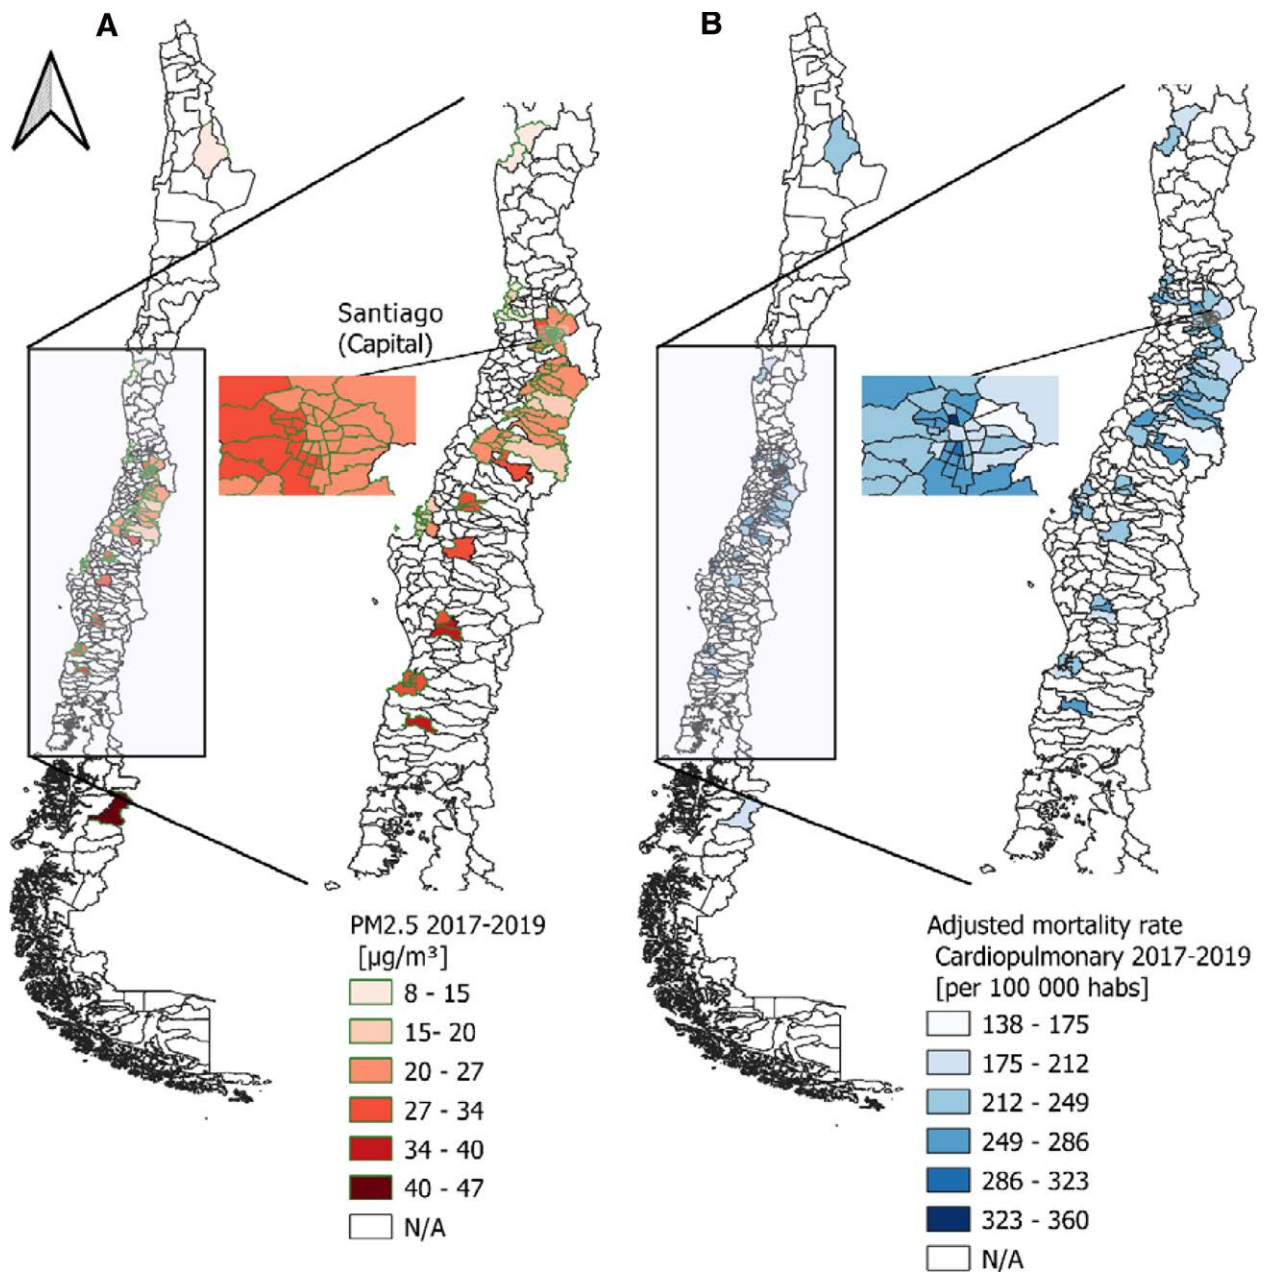 A
B
Santiago
(Capital)
PM2.5 2017-2019
[µg/m³]
8 - 15
15- 20
20 - 27
27 - 34
34 - 40
40 - 47
N/A
Adjusted mortality rate
Cardiopulmonary 2017-2019
[per 100 000 habs]
138 - 175
175 - 212
212 - 249
249 - 286
286 - 323
323 - 360
N/A